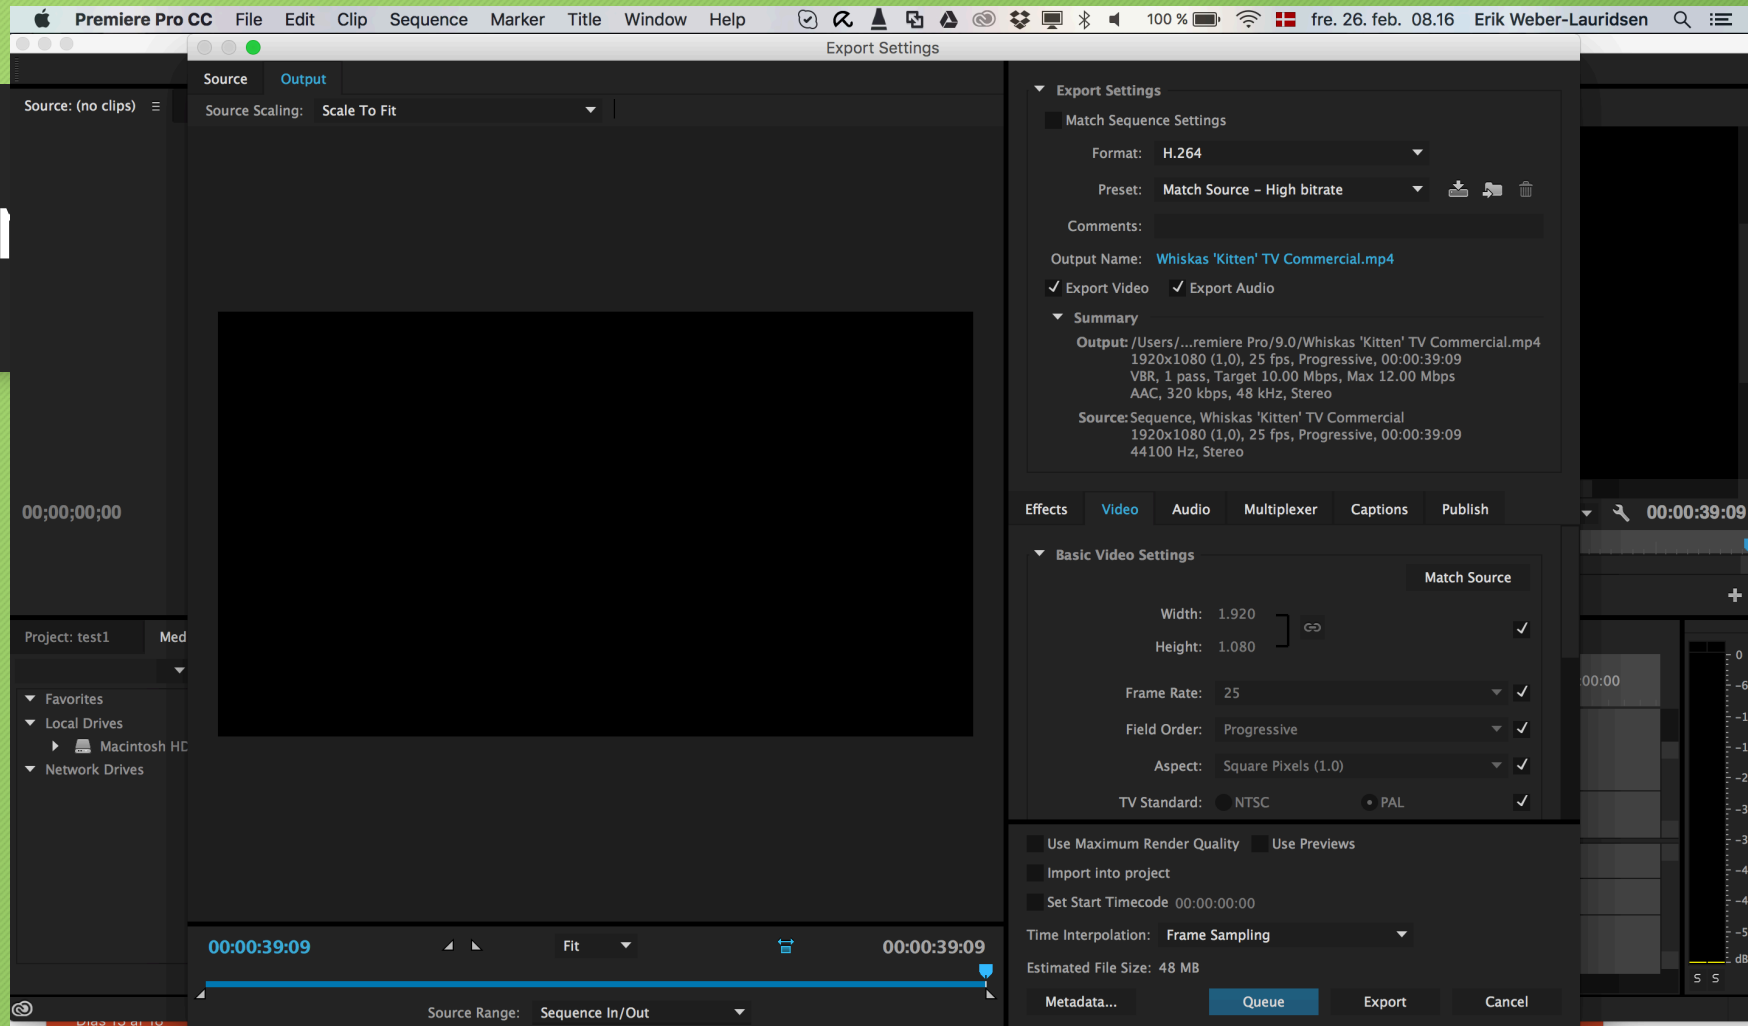 Premiere Pro CC File Edit Clip Sequence Marker Title Window Help 100 % fre. 26. feb. 08.16 Erik Weber-Lauridsen
Export Settings
Source: (no clips)
Source Output
Source Scaling: Scale To Fit
Export Settings
Match Sequence Settings
Format: H.264
Preset: Match Source – High bitrate
Comments:
Output Name: Whiskas 'Kitten' TV Commercial.mp4
Export Video Export Audio
Summary
Output: /Users/...remiere Pro/9.0/Whiskas 'Kitten' TV Commercial.mp4
1920x1080 (1,0), 25 fps, Progressive, 00:00:39:09
VBR, 1 pass, Target 10.00 Mbps, Max 12.00 Mbps
AAC, 320 kbps, 48 kHz, Stereo
Source: Sequence, Whiskas 'Kitten' TV Commercial
1920x1080 (1,0), 25 fps, Progressive, 00:00:39:09
44100 Hz, Stereo
00;00;00;00
Effects Video Audio Multiplexer Captions Publish
00:00:39:09
Basic Video Settings
Match Source
Width: 1.920
Height: 1.080
Frame Rate: 25
Field Order: Progressive
Aspect: Square Pixels (1.0)
TV Standard: NTSC PAL
Project: test1 Med
Favorites
Local Drives
Macintosh HD
Network Drives
:00:00
0
-6
dB
S S
Use Maximum Render Quality Use Previews
Import into project
Set Start Timecode 00:00:00:00
Time Interpolation: Frame Sampling
Estimated File Size: 48 MB
Metadata... Queue Export Cancel
00:00:39:09 Fit 00:00:39:09
Source Range: Sequence In/Out